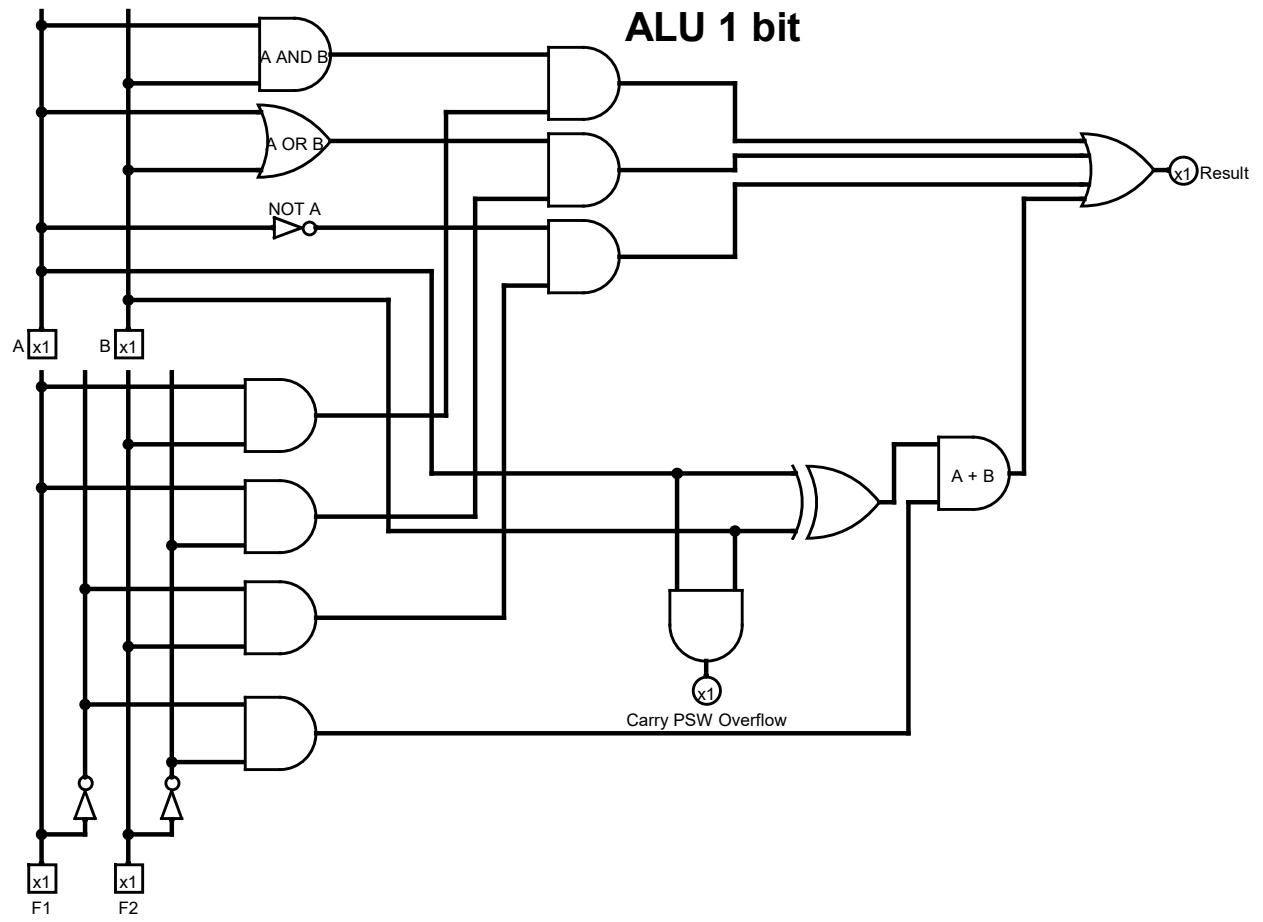 ALU 1 bit
A AND B
A OR B
x1 Result
NOT A
A x1
B x1
A + B
x1
Carry PSW Overflow
x1
x1
F1
F2